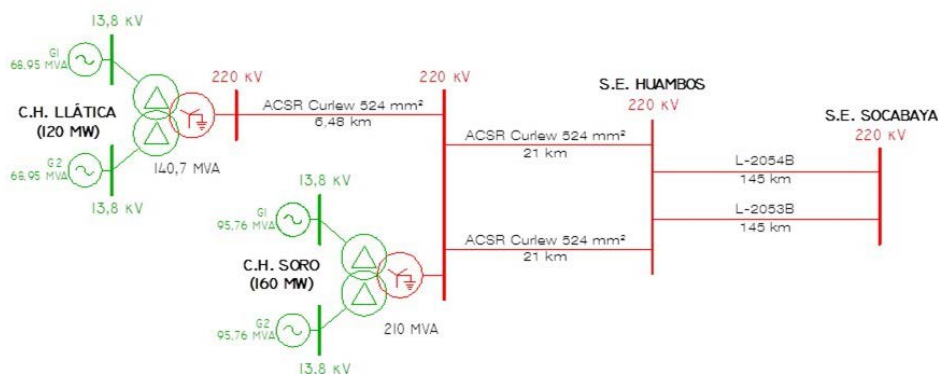 13,8 KV
G1
68.95 MVA
C.H. LLÁTICA
(120 MW)
G2
68.95 MVA
13,8 KV
140,7 MVA
220 KV
ACSR Curlew 524 mm²
6,48 km
13,8 KV
G1
95.76 MVA
C.H. SORO
(160 MW)
G2
95.76 MVA
13,8 KV
210 MVA
220 KV
ACSR Curlew 524 mm²
21 km
ACSR Curlew 524 mm²
21 km
S.E. HUAMBOS
220 KV
L-2054B
145 km
L-2053B
145 km
S.E. SOCABAYA
220 KV